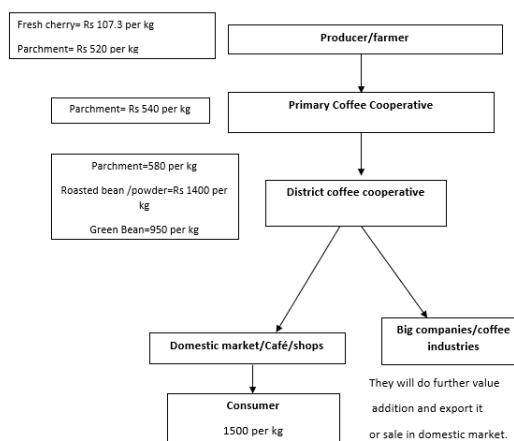 Fresh cherry= Rs 107.3 per kg
Parchment= Rs 520 per kg
Producer/farmer
Parchment= Rs 540 per kg
Primary Coffee Cooperative
Parchment=580 per kg
Roasted bean /powder=Rs 1400 per
kg
Green Bean=950 per kg
District coffee cooperative
Domestic market/Café/shops
Big companies/coffee
industries
Consumer
1500 per kg
They will do further value
addition and export it
or sale in domestic market.